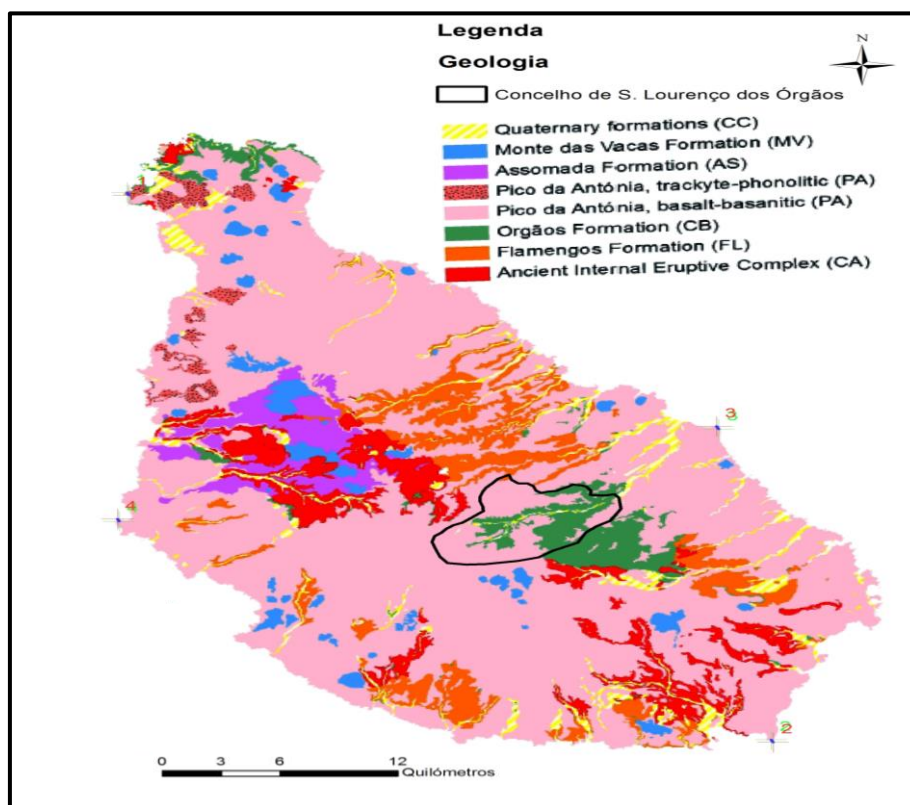 Legenda
Geologia
N
Concelho de S. Lourenço dos Órgãos
Quaternary formations (CC)
Monte das Vacas Formation (MV)
Assomada Formation (AS)
Pico da Antónia, trackyte-phonolitic (PA)
Pico da Antónia, basalt-basanitic (PA)
Orgãos Formation (CB)
Flamengos Formation (FL)
Ancient Internal Eruptive Complex (CA)
3
4
2
0 3 6 12
Quilómetros